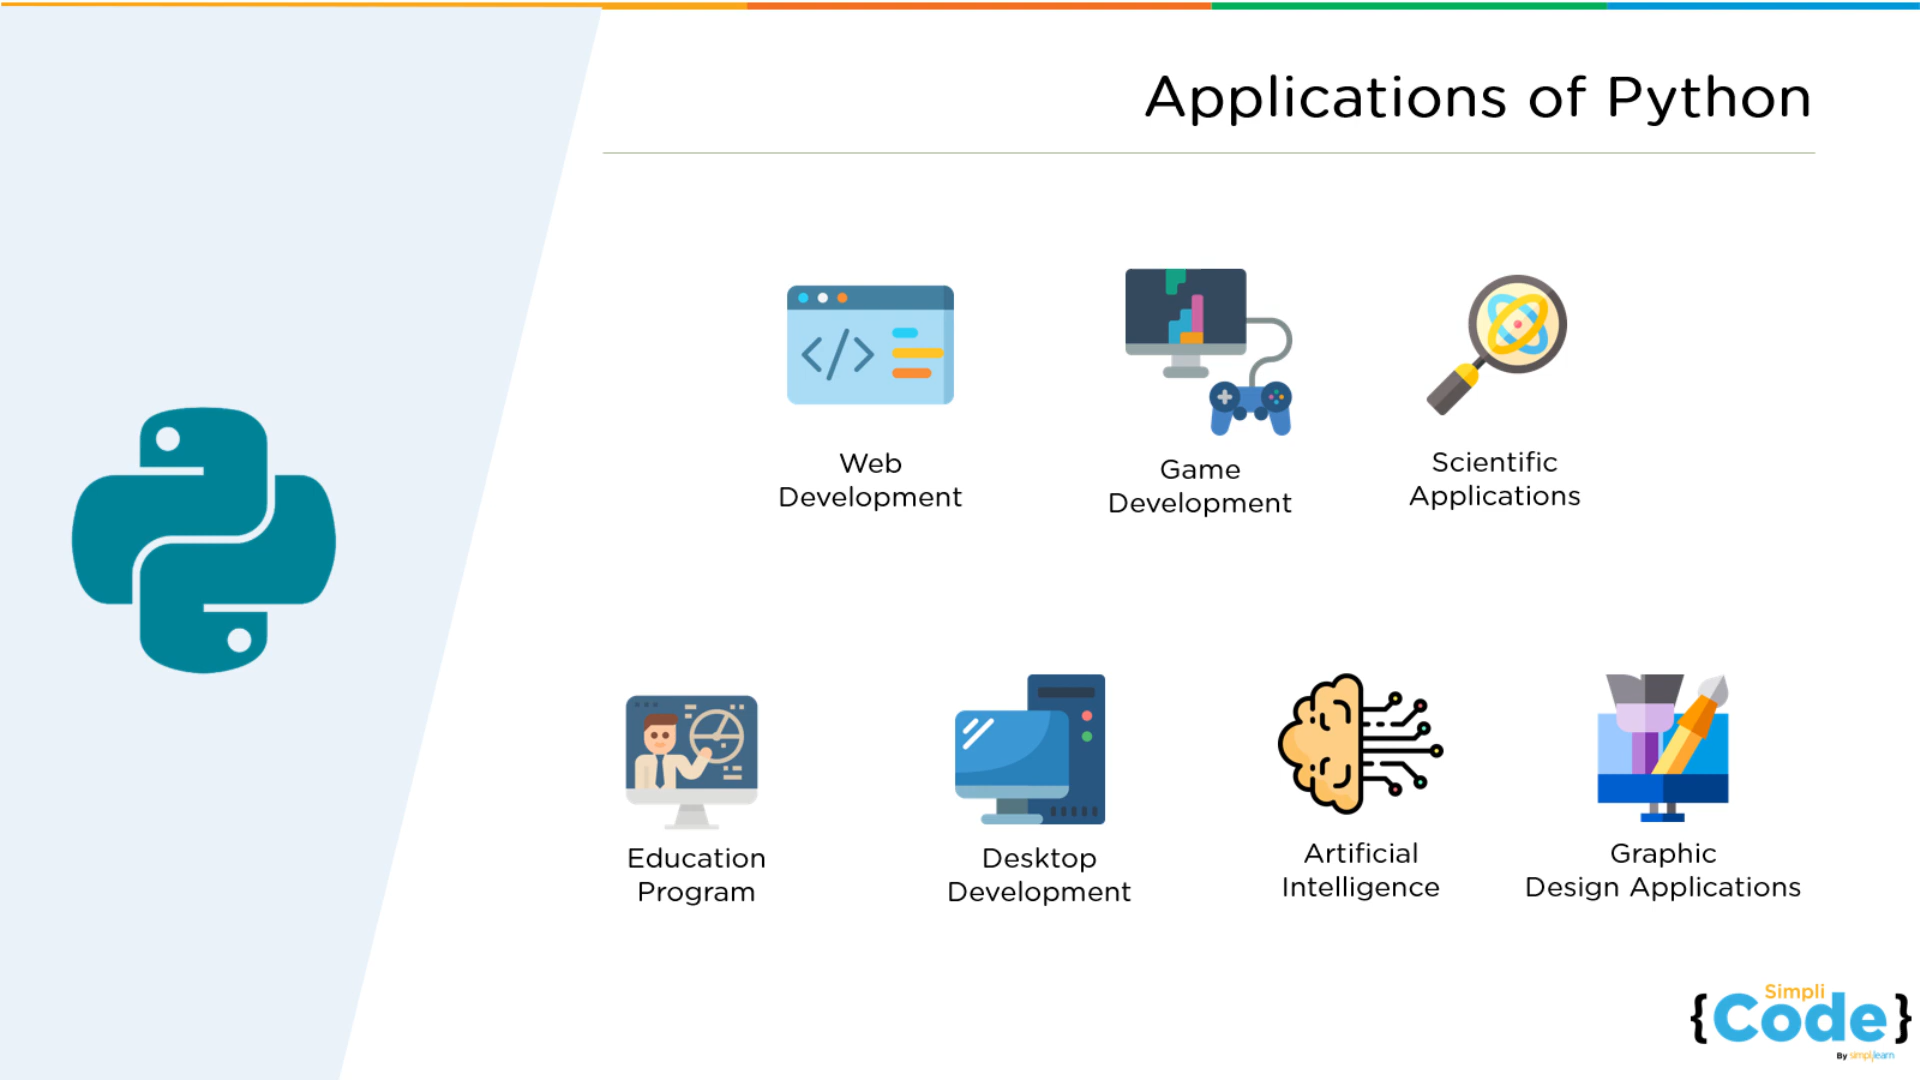 Applications of Python
Web
Development
Game
Development
Scientific
Applications
Education
Program
Desktop
Development
Artificial
Intelligence
Graphic
Design Applications
Simpli
{Code}
By simplilearn